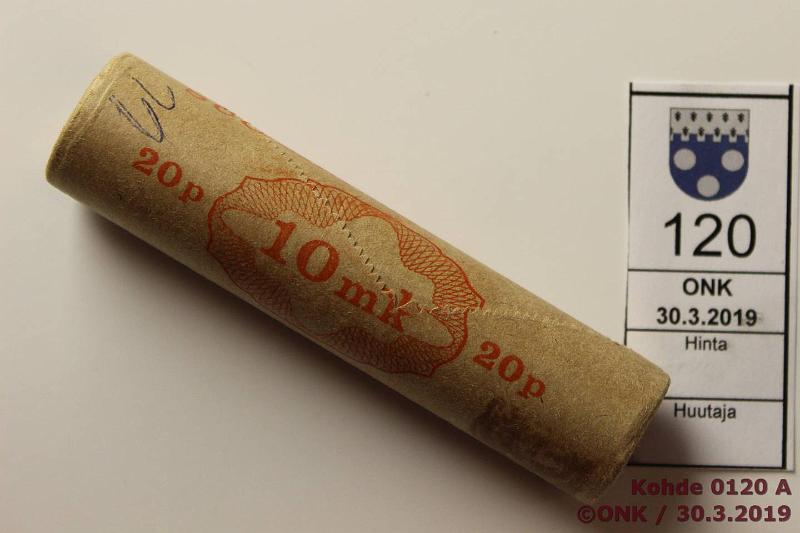 20p
10 mk
20p
120
ONK
30.3.2019
Hinta
Huutaja
Kohde 0120 A
©ONK / 30.3.2019